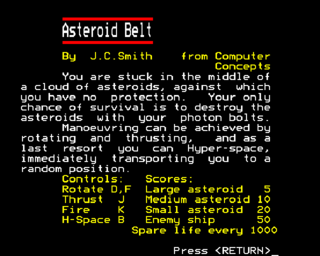 Asteroid Belt
By J.C.Smith from Computer
Concepts
You are stuck in the middle of
a cloud of asteroids, against which
you have no protection. Your only
chance of survival is to destroy the
asteroids with your photon bolts.
Manoeuvring can be achieved by
rotating and thrusting, and as a
last resort you can Hyper-space,
immediately transporting you to a
random position.
Controls: Scores:
Rotate D,F Large asteroid 5
Thrust J Medium asteroid 10
Fire K Small asteroid 20
H-Space B Enemy ship 50
Spare life every 1000
Press <RETURN>_